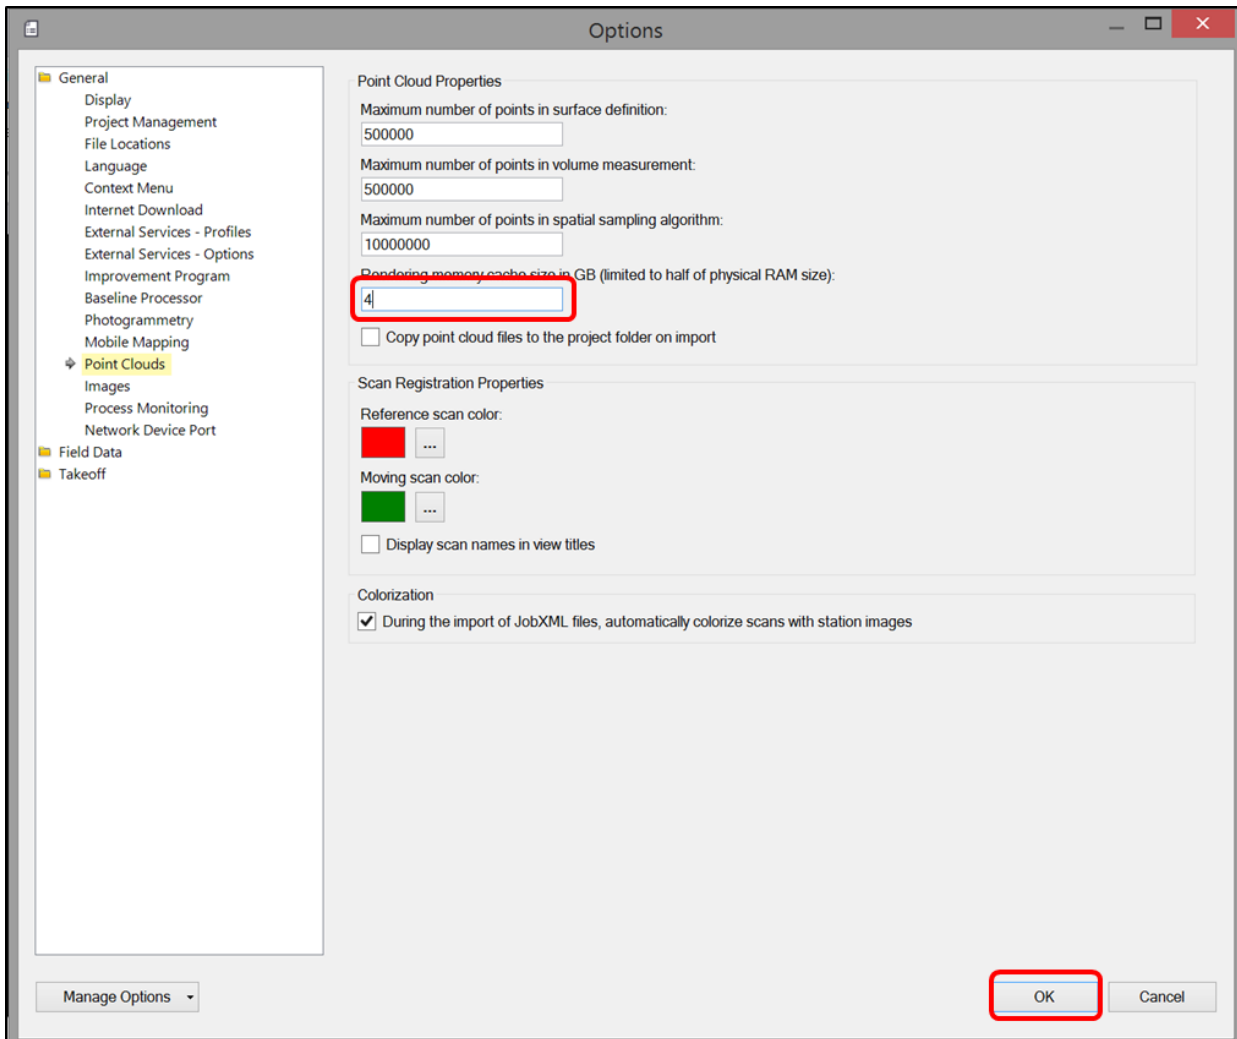 Options
General
Display
Project Management
File Locations
Language
Context Menu
Internet Download
External Services - Profiles
External Services - Options
Improvement Program
Baseline Processor
Photogrammetry
Mobile Mapping
Point Clouds
Images
Process Monitoring
Network Device Port
Field Data
Takeoff
Point Cloud Properties
Maximum number of points in surface definition:
500000
Maximum number of points in volume measurement:
500000
Maximum number of points in spatial sampling algorithm:
10000000
Rendering memory cache size in GB (limited to half of physical RAM size):
4
Copy point cloud files to the project folder on import
Scan Registration Properties
Reference scan color:
...
Moving scan color:
...
Display scan names in view titles
Colorization
During the import of JobXML files, automatically colorize scans with station images
Manage Options
OK
Cancel